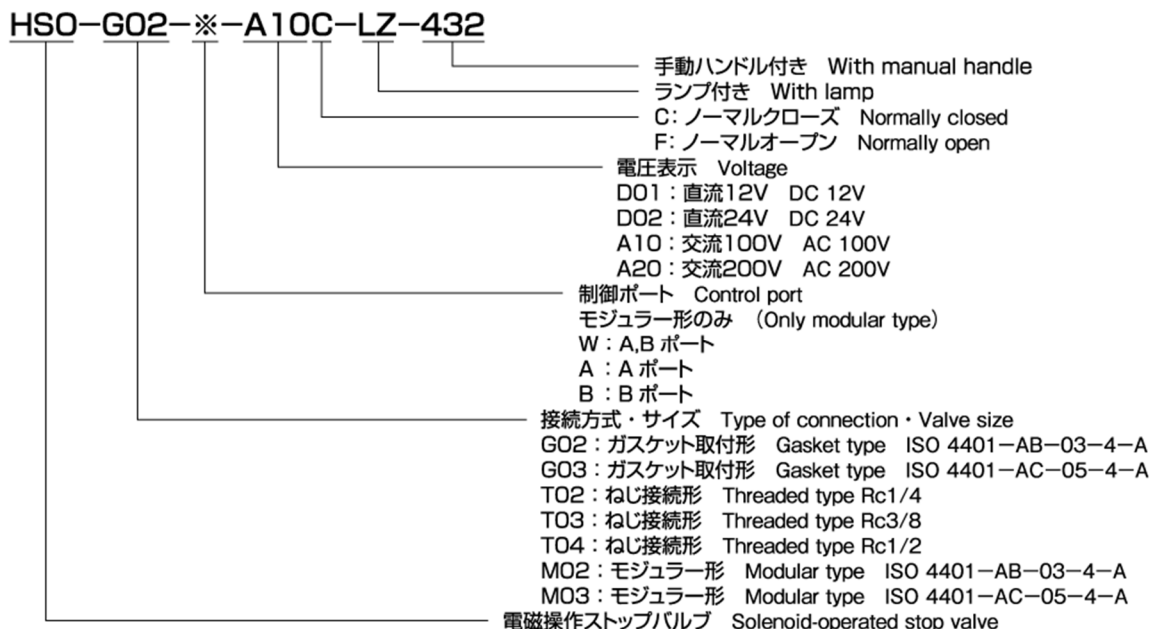 HSO－G02－※－A10C－LZ－432
手動ハンドル付き With manual handle
ランプ付き With lamp
C：ノーマルクローズ Normally closed
F：ノーマルオープン Normally open
電圧表示 Voltage
D01：直流12V DC 12V
D02：直流24V DC 24V
A10：交流100V AC 100V
A20：交流200V AC 200V
制御ポート Control port
モジュラー形のみ （Only modular type）
W：A,B ポート
A：A ポート
B：B ポート
接続方式・サイズ Type of connection・Valve size
G02：ガスケット取付形 Gasket type ISO 4401－AB－03－4－A
G03：ガスケット取付形 Gasket type ISO 4401－AC－05－4－A
T02：ねじ接続形 Threaded type Rc1/4
T03：ねじ接続形 Threaded type Rc3/8
T04：ねじ接続形 Threaded type Rc1/2
M02：モジュラー形 Modular type ISO 4401－AB－03－4－A
M03：モジュラー形 Modular type ISO 4401－AC－05－4－A
電磁操作ストップバルブ Solenoid-operated stop valve